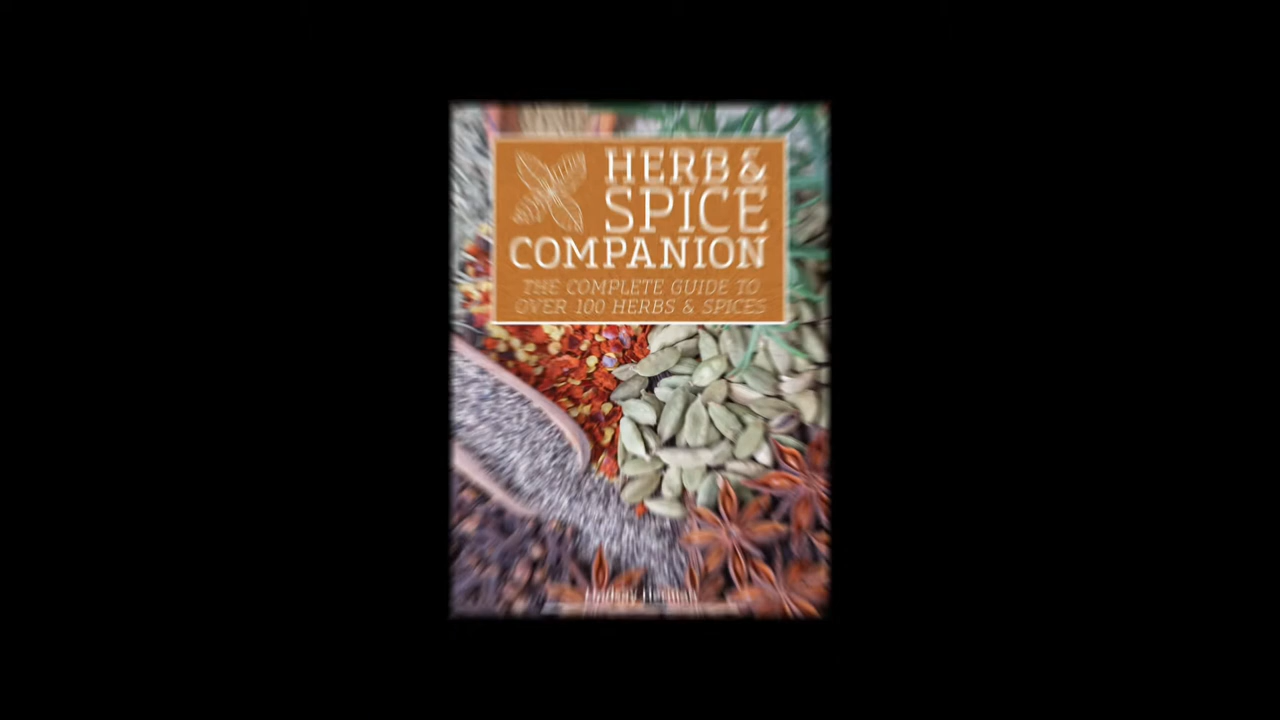 HERB &
SPICE
COMPANION
THE COMPLETE GUIDE TO
OVER 100 HERBS & SPICES